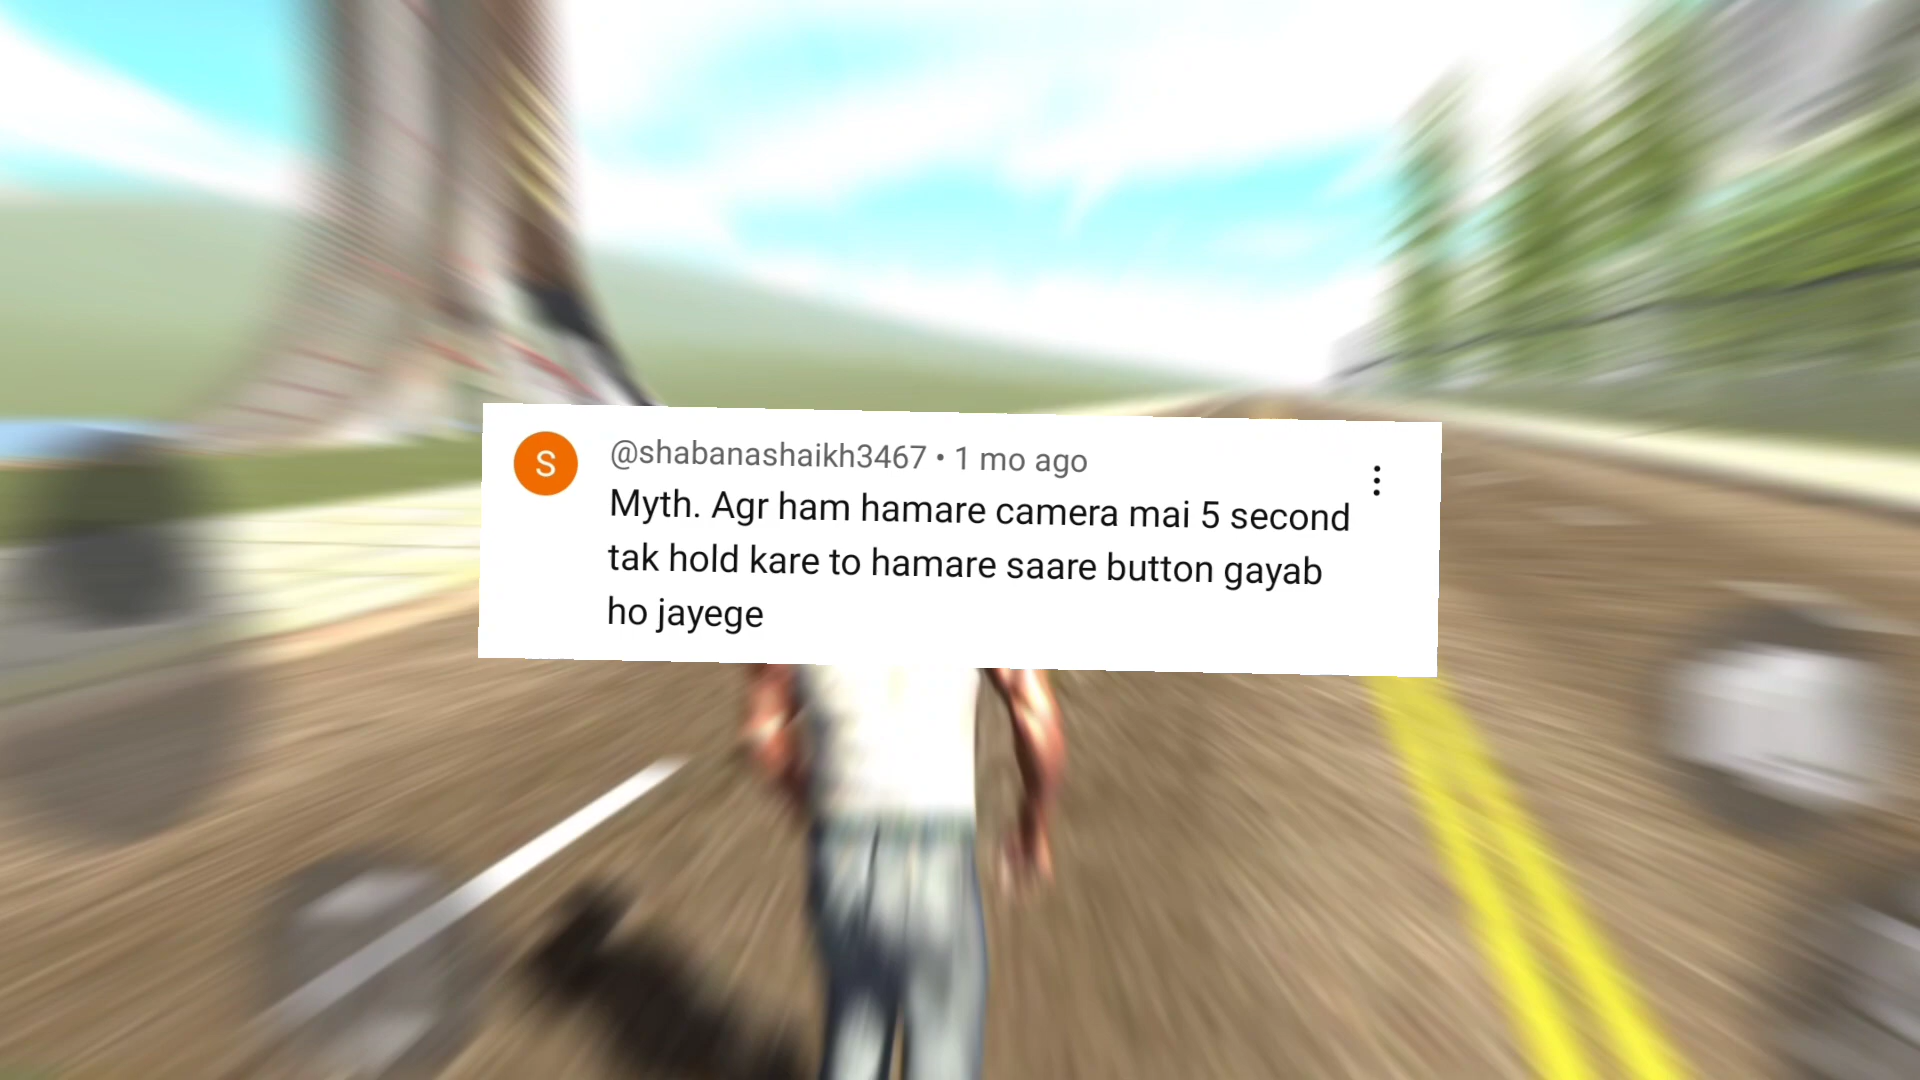 S
@shabanashaikh3467 • 1 mo ago
Myth. Agr ham hamare camera mai 5 second
tak hold kare to hamare saare button gayab
ho jayege